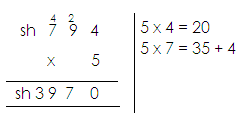 4 2
sh 7 9 4
x 5
sh 3 9 7 0
5 x 4 = 20
5 x 7 = 35 + 4